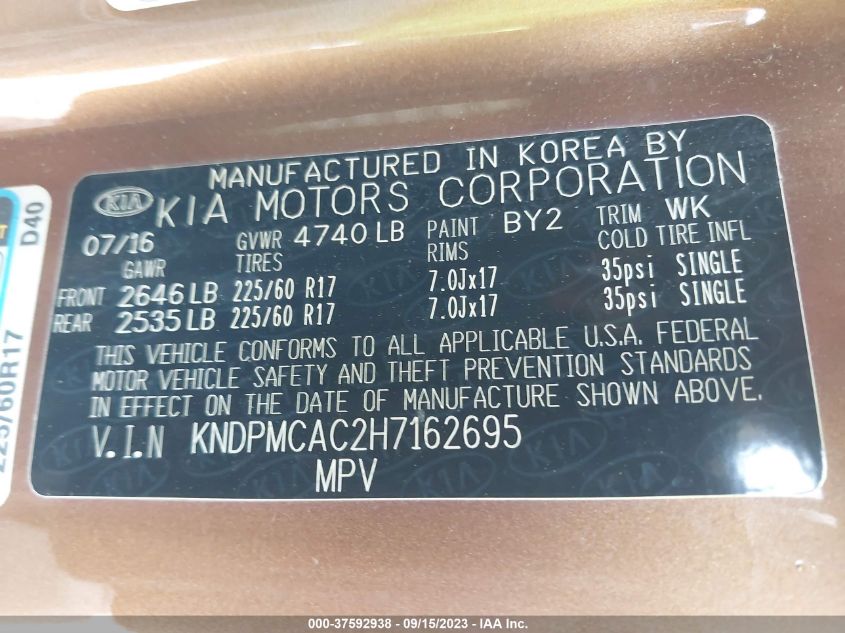 MANUFACTURED IN KOREA BY
KIA KIA MOTORS CORPORATION
07/16 GVWR 4740 LB PAINT BY2 TRIM WK
GAWR TIRES RIMS COLD TIRE INFL
FRONT 2646 LB 225/60 R17 7.0Jx17 35psi SINGLE
REAR 2535 LB 225/60 R17 7.0Jx17 35psi SINGLE
THIS VEHICLE CONFORMS TO ALL APPLICABLE U.S.A. FEDERAL
MOTOR VEHICLE SAFETY AND THEFT PREVENTION STANDARDS
IN EFFECT ON THE DATE OF MANUFACTURE SHOWN ABOVE.
V.I.N KNDPMCAC2H7162695
MPV
D40
225/60R17
000-37592938 - 09/15/2023 - IAA Inc.